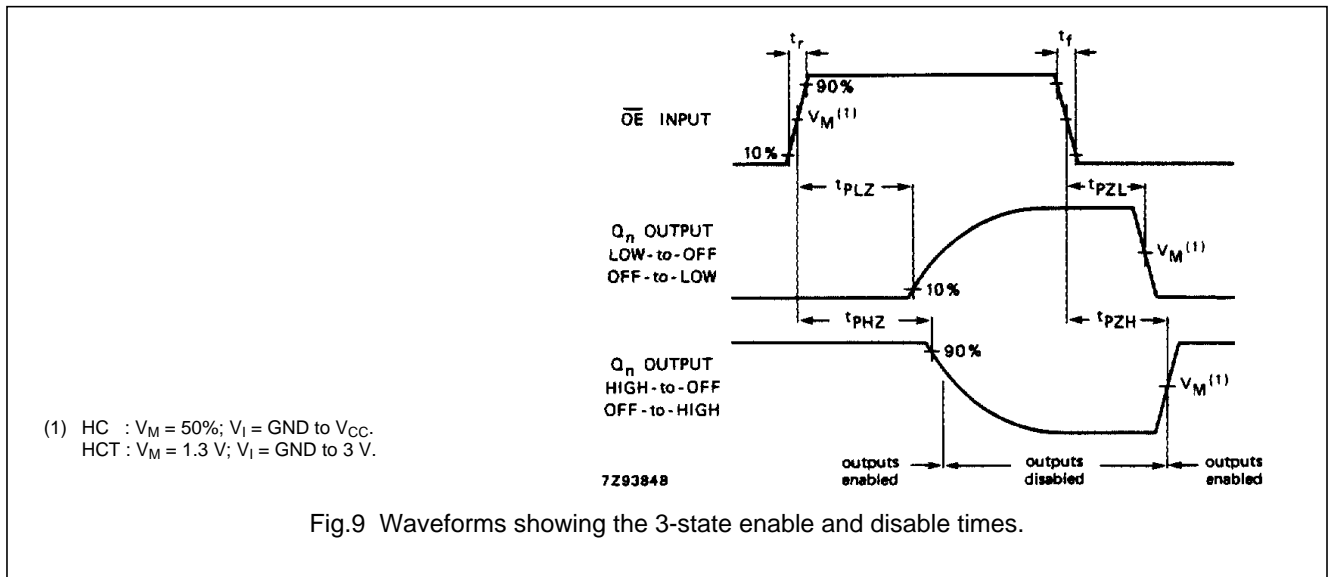 t_r
t_f
90%
OE INPUT
V_M (1)
10%
t_PLZ
t_PZL
Q_n OUTPUT
LOW-to-OFF
OFF-to-LOW
V_M (1)
10%
t_PHZ
t_PZH
90%
Q_n OUTPUT
HIGH-to-OFF
OFF-to-HIGH
V_M (1)
(1) HC : V_M = 50%; V_I = GND to V_CC.
HCT : V_M = 1.3 V; V_I = GND to 3 V.
outputs enabled
outputs disabled
outputs enabled
7Z93848
Fig.9 Waveforms showing the 3-state enable and disable times.